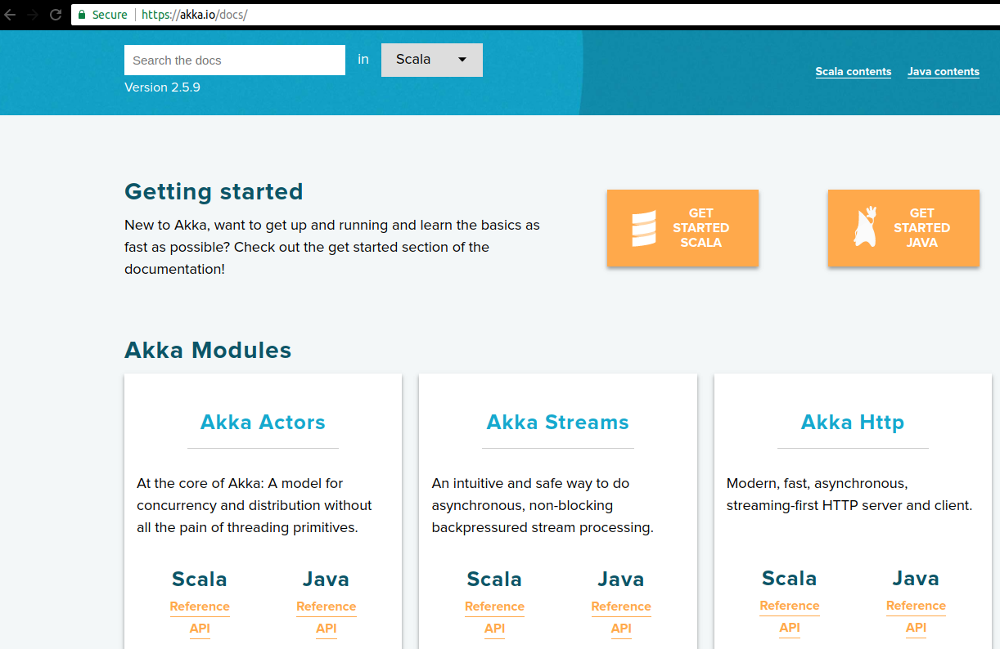 Secure https://akka.io/docs/
Search the docs in Scala
Version 2.5.9
Scala contents Java contents
Getting started
New to Akka, want to get up and running and learn the basics as
fast as possible? Check out the get started section of the
documentation!
GET
STARTED
SCALA
GET
STARTED
JAVA
Akka Modules
Akka Actors
At the core of Akka: A model for
concurrency and distribution without
all the pain of threading primitives.
Scala Java
Reference Reference
API API
Akka Streams
An intuitive and safe way to do
asynchronous, non-blocking
backpressured stream processing.
Scala Java
Reference Reference
API API
Akka Http
Modern, fast, asynchronous,
streaming-first HTTP server and client.
Scala Java
Reference Reference
API API